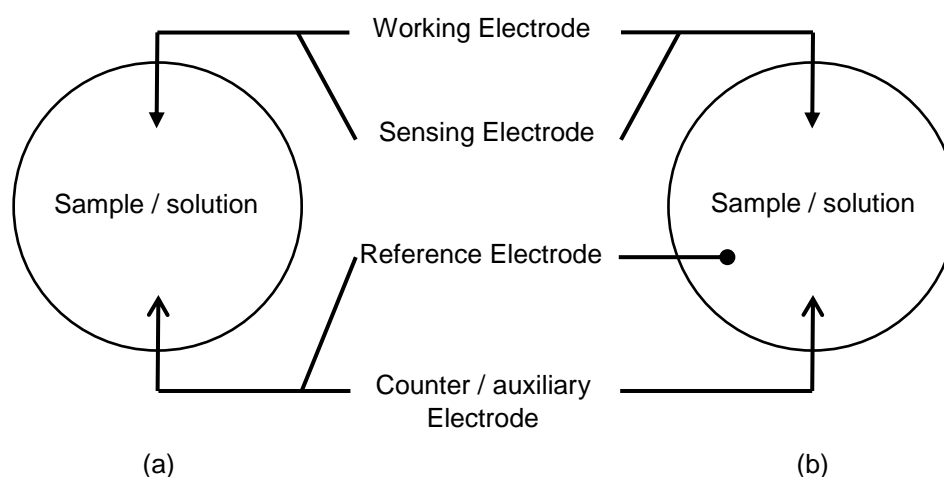 Working Electrode
Sensing Electrode
Sample / solution
Sample / solution
Reference Electrode
Counter / auxiliary
Electrode
(a)
(b)